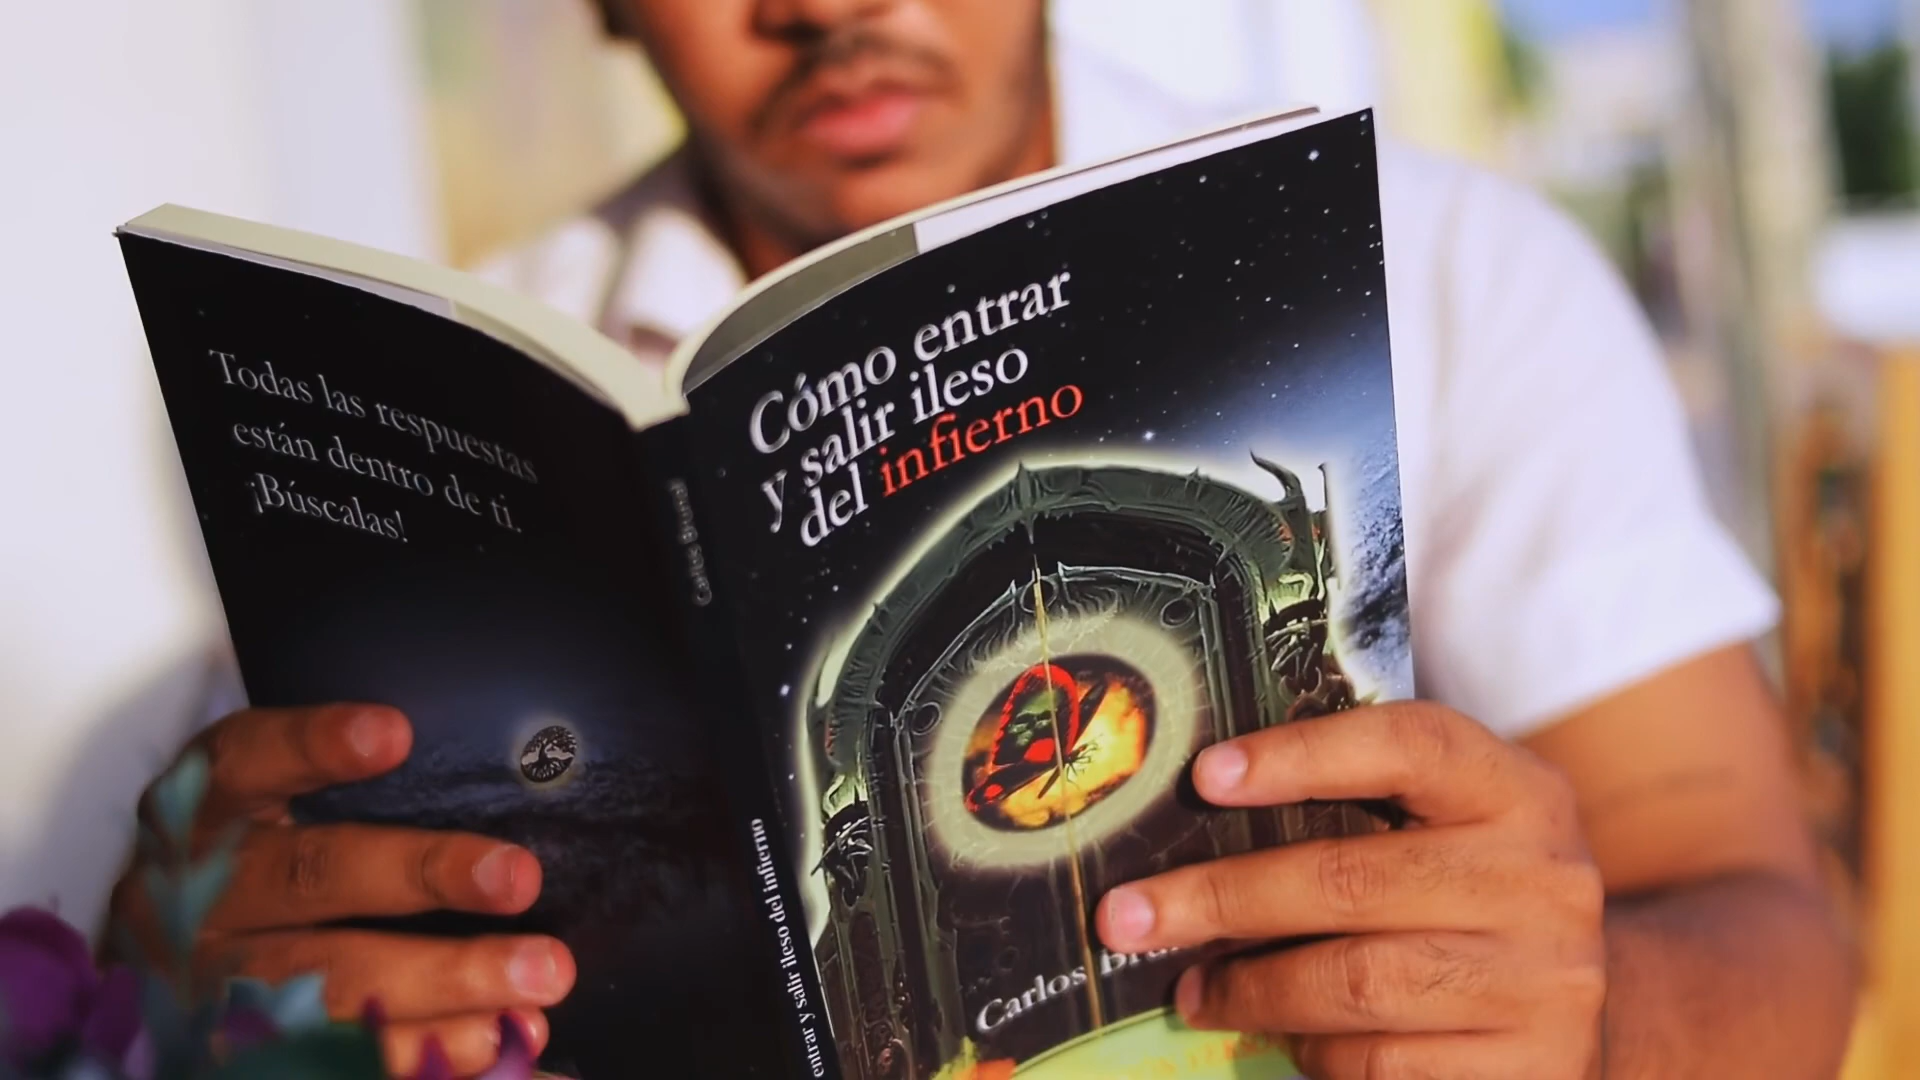 Todas las respuestas
están dentro de ti.
¡Búscalas!
Cómo entrar
y salir ileso
del infierno
Carlos
entrar y salir ileso del infierno